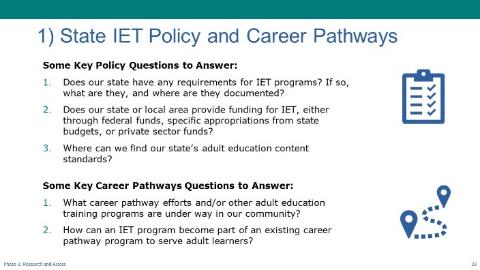 1) State IET Policy and Career Pathways
Some Key Policy Questions to Answer:
1. Does our state have any requirements for IET programs? If so,
what are they, and where are they documented?
2. Does our state or local area provide funding for IET, either
through federal funds, specific appropriations from state
budgets, or private sector funds?
3. Where can we find our state's adult education content
standards?
Some Key Career Pathways Questions to Answer:
1. What career pathway efforts and/or other adult education
training programs are under way in our community?
2. How can an IET program become part of an existing career
pathway program to serve adult learners?
Phase 2: Research and Assess
22